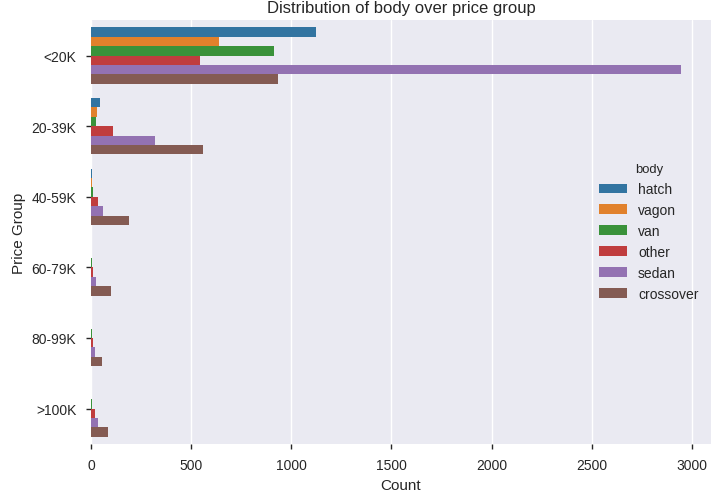 Distribution of body over price group
Price Group
<20K
20-39K
40-59K
60-79K
80-99K
>100K
body
hatch
vagon
van
other
sedan
crossover
0 500 1000 1500 2000 2500 3000
Count